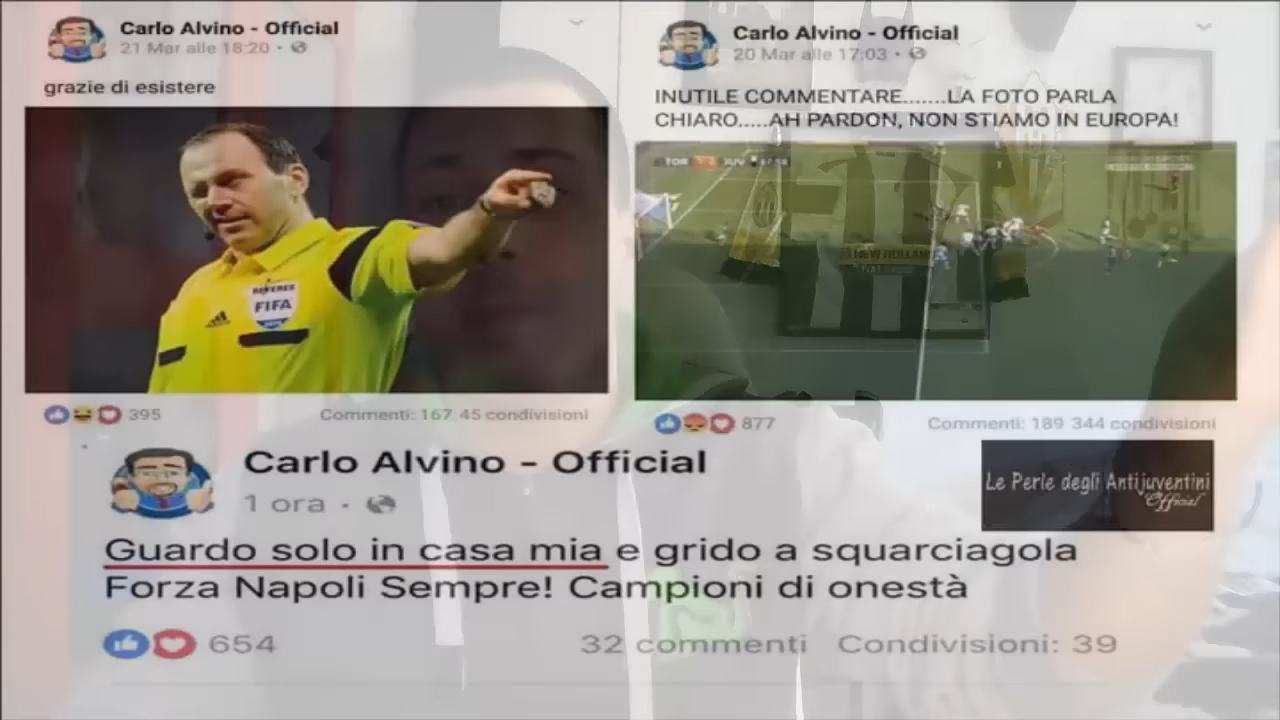 Carlo Alvino - Official
21 Mar alle 18:20 ·
grazie di esistere
REFEREE
FIFA
395
Commenti: 167 45 condivisioni
Carlo Alvino - Official
20 Mar alle 17:03 ·
INUTILE COMMENTARE.......LA FOTO PARLA
CHIARO.....AH PARDON, NON STIAMO IN EUROPA!
TOR JUV
NEW HOLLAND
877
Commenti: 189 344 condivisioni
Carlo Alvino - Official
1 ora ·
Le Perle degli Antijuventini
Official
Guardo solo in casa mia e grido a squarciagola
Forza Napoli Sempre! Campioni di onestà
654
32 commenti Condivisioni: 39